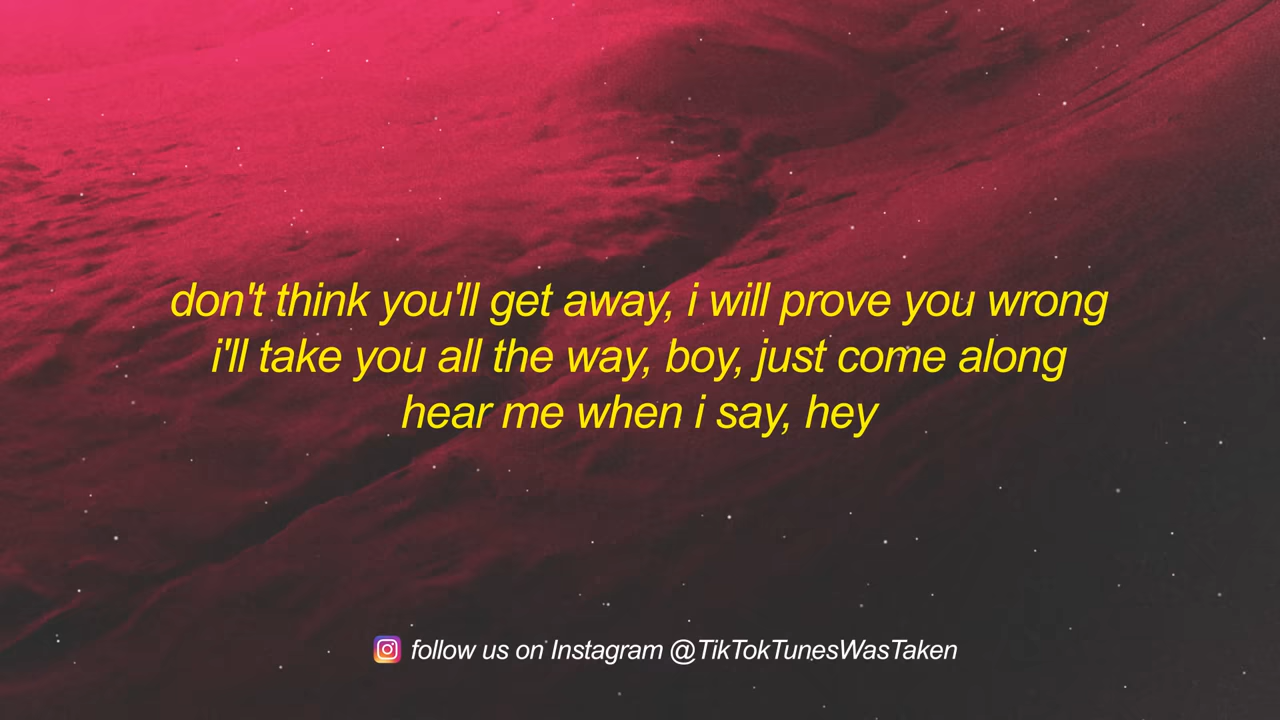 don't think you'll get away, i will prove you wrong
i'll take you all the way, boy, just come along
hear me when i say, hey
follow us on Instagram @TikTokTunesWasTaken